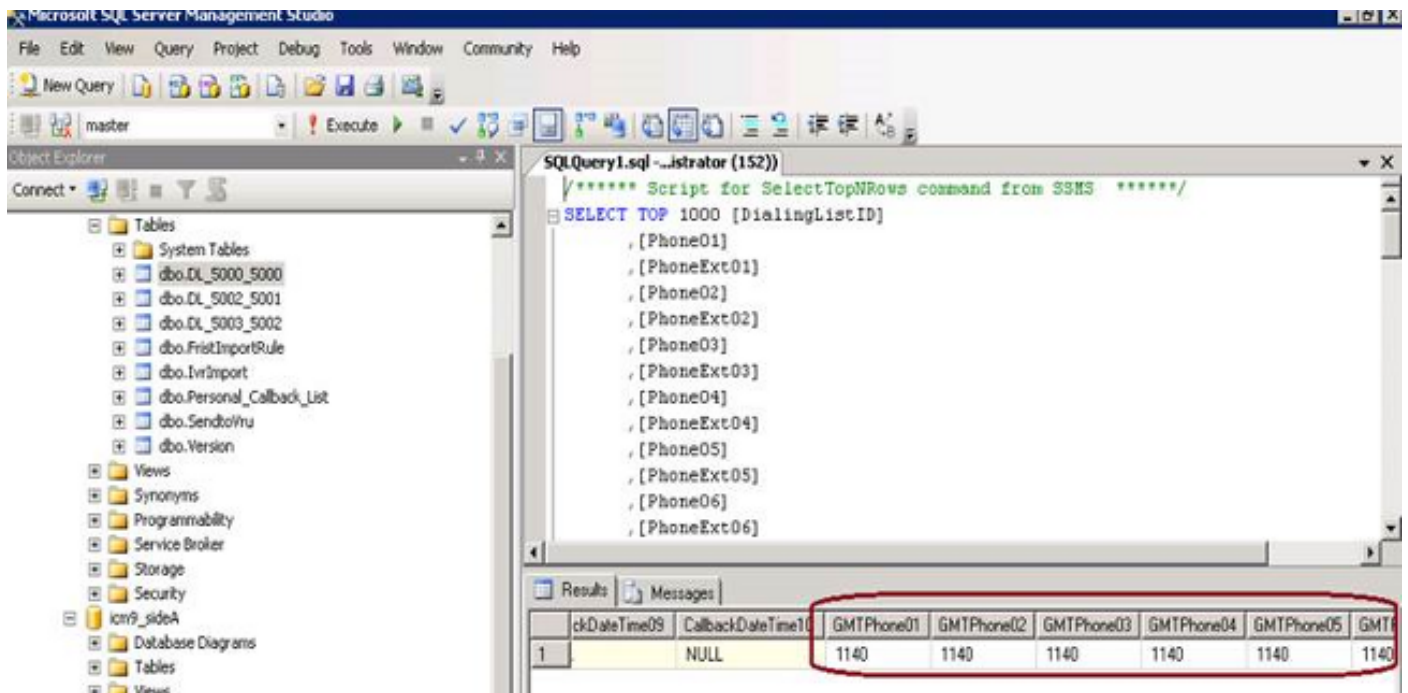 Microsoft SQL Server Management Studio
File Edit View Query Project Debug Tools Window Community Help
New Query
master Execute
Object Explorer
Connect
Tables
System Tables
dbo.DL_5000_5000
dbo.DL_5002_5001
dbo.DL_5003_5002
dbo.FristImportRule
dbo.IvrImport
dbo.Personal_Callback_List
dbo.SendtoVru
dbo.Version
Views
Synonyms
Programmability
Service Broker
Storage
Security
icm9_sideA
Database Diagrams
Tables
Views
SQLQuery1.sql -...istrator (152))
/****** Script for SelectTopNRows command from SSMS ******/
SELECT TOP 1000 [DialingListID]
,[Phone01]
,[PhoneExt01]
,[Phone02]
,[PhoneExt02]
,[Phone03]
,[PhoneExt03]
,[Phone04]
,[PhoneExt04]
,[Phone05]
,[PhoneExt05]
,[Phone06]
,[PhoneExt06]
Results Messages
ckDateTime09 CallbackDateTime10 GMTPhone01 GMTPhone02 GMTPhone03 GMTPhone04 GMTPhone05
1 NULL 1140 1140 1140 1140 1140 1140